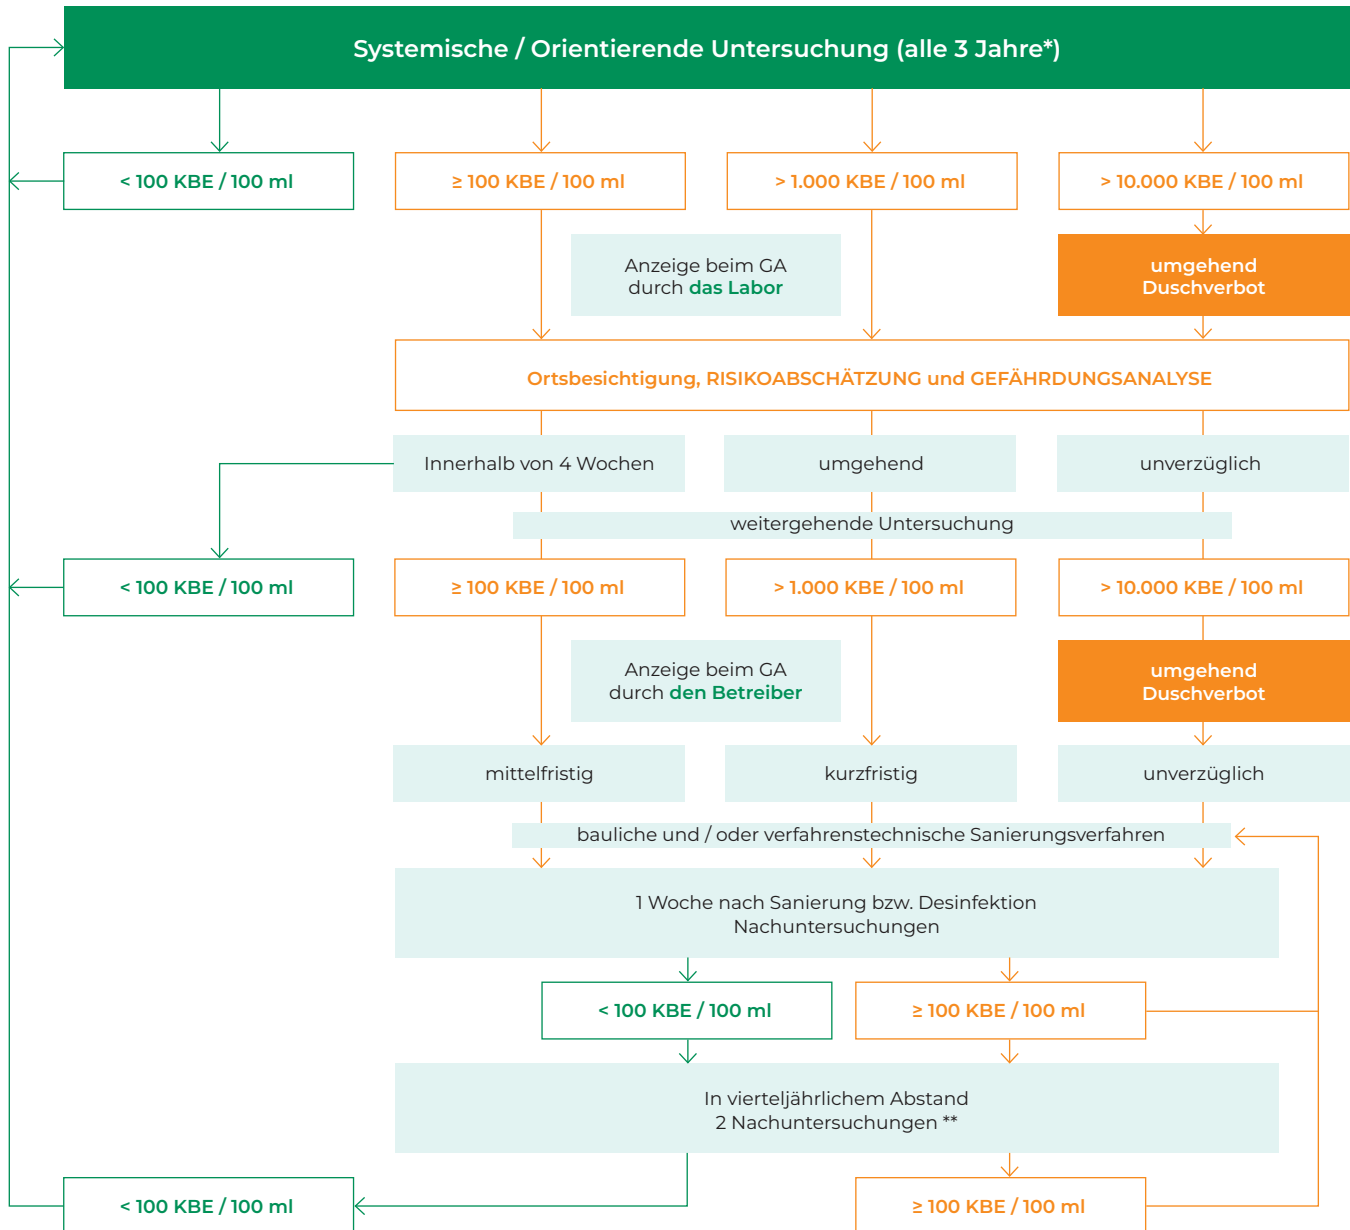 Systemische / Orientierende Untersuchung (alle 3 Jahre*)
< 100 KBE / 100 ml
≥ 100 KBE / 100 ml
> 1.000 KBE / 100 ml
> 10.000 KBE / 100 ml
Anzeige beim GA
durch das Labor
umgehend
Duschverbot
Ortsbesichtigung, RISIKOABSCHÄTZUNG und GEFÄHRDUNGSANALYSE
Innerhalb von 4 Wochen
umgehend
unverzüglich
weitergehende Untersuchung
< 100 KBE / 100 ml
≥ 100 KBE / 100 ml
> 1.000 KBE / 100 ml
> 10.000 KBE / 100 ml
Anzeige beim GA
durch den Betreiber
umgehend
Duschverbot
mittelfristig
kurzfristig
unverzüglich
bauliche und / oder verfahrenstechnische Sanierungsverfahren
1 Woche nach Sanierung bzw. Desinfektion
Nachuntersuchungen
< 100 KBE / 100 ml
≥ 100 KBE / 100 ml
In vierteljährlichem Abstand
2 Nachuntersuchungen **
< 100 KBE / 100 ml
≥ 100 KBE / 100 ml